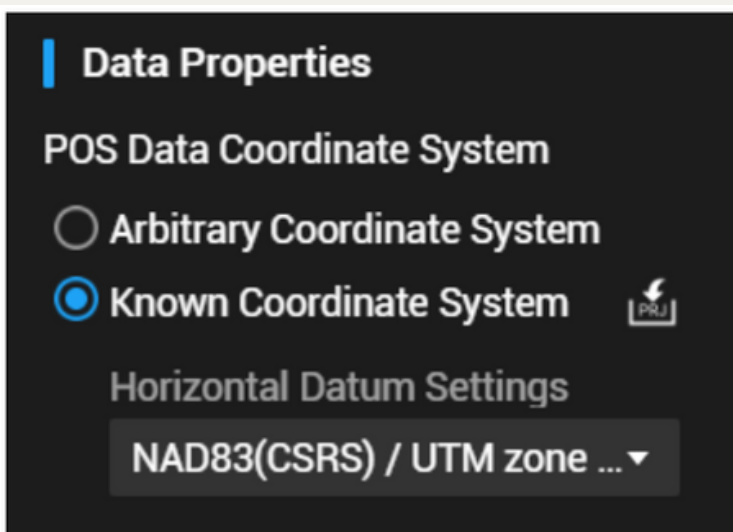 Data Properties
POS Data Coordinate System
Arbitrary Coordinate System
Known Coordinate System
PRJ
Horizontal Datum Settings
NAD83(CSRS) / UTM zone ...